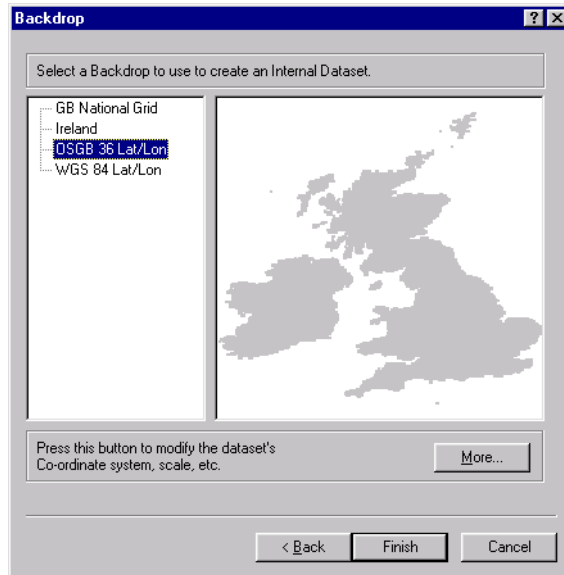 Backdrop
Select a Backdrop to use to create an Internal Dataset.
GB National Grid
Ireland
OSGB 36 Lat/Lon
WGS 84 Lat/Lon
Press this button to modify the dataset's
Co-ordinate system, scale, etc.
More...
< Back
Finish
Cancel